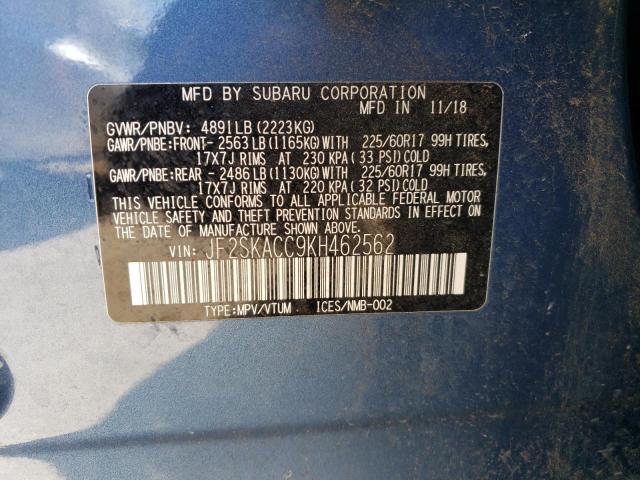 MFD BY SUBARU CORPORATION
MFD IN 11/18
GVWR/PNBV: 4891LB (2223KG)
GAWR/PNBE:FRONT- 2563 LB (1165KG) WITH 225/60R17 99H TIRES,
17X7J RIMS AT 230 KPA (33 PSI) COLD
GAWR/PNBE:REAR - 2486 LB (1130KG) WITH 225/60R17 99H TIRES,
17X7J RIMS AT 220 KPA (32 PSI) COLD
THIS VEHICLE CONFORMS TO ALL APPLICABLE FEDERAL MOTOR
VEHICLE SAFETY AND THEFT PREVENTION STANDARDS IN EFFECT
ON THE DATE OF MANUFACTURE SHOWN ABOVE.
VIN: JF2SKACC9KH462562
TYPE:MPV/VTUM ICES/NMB-002